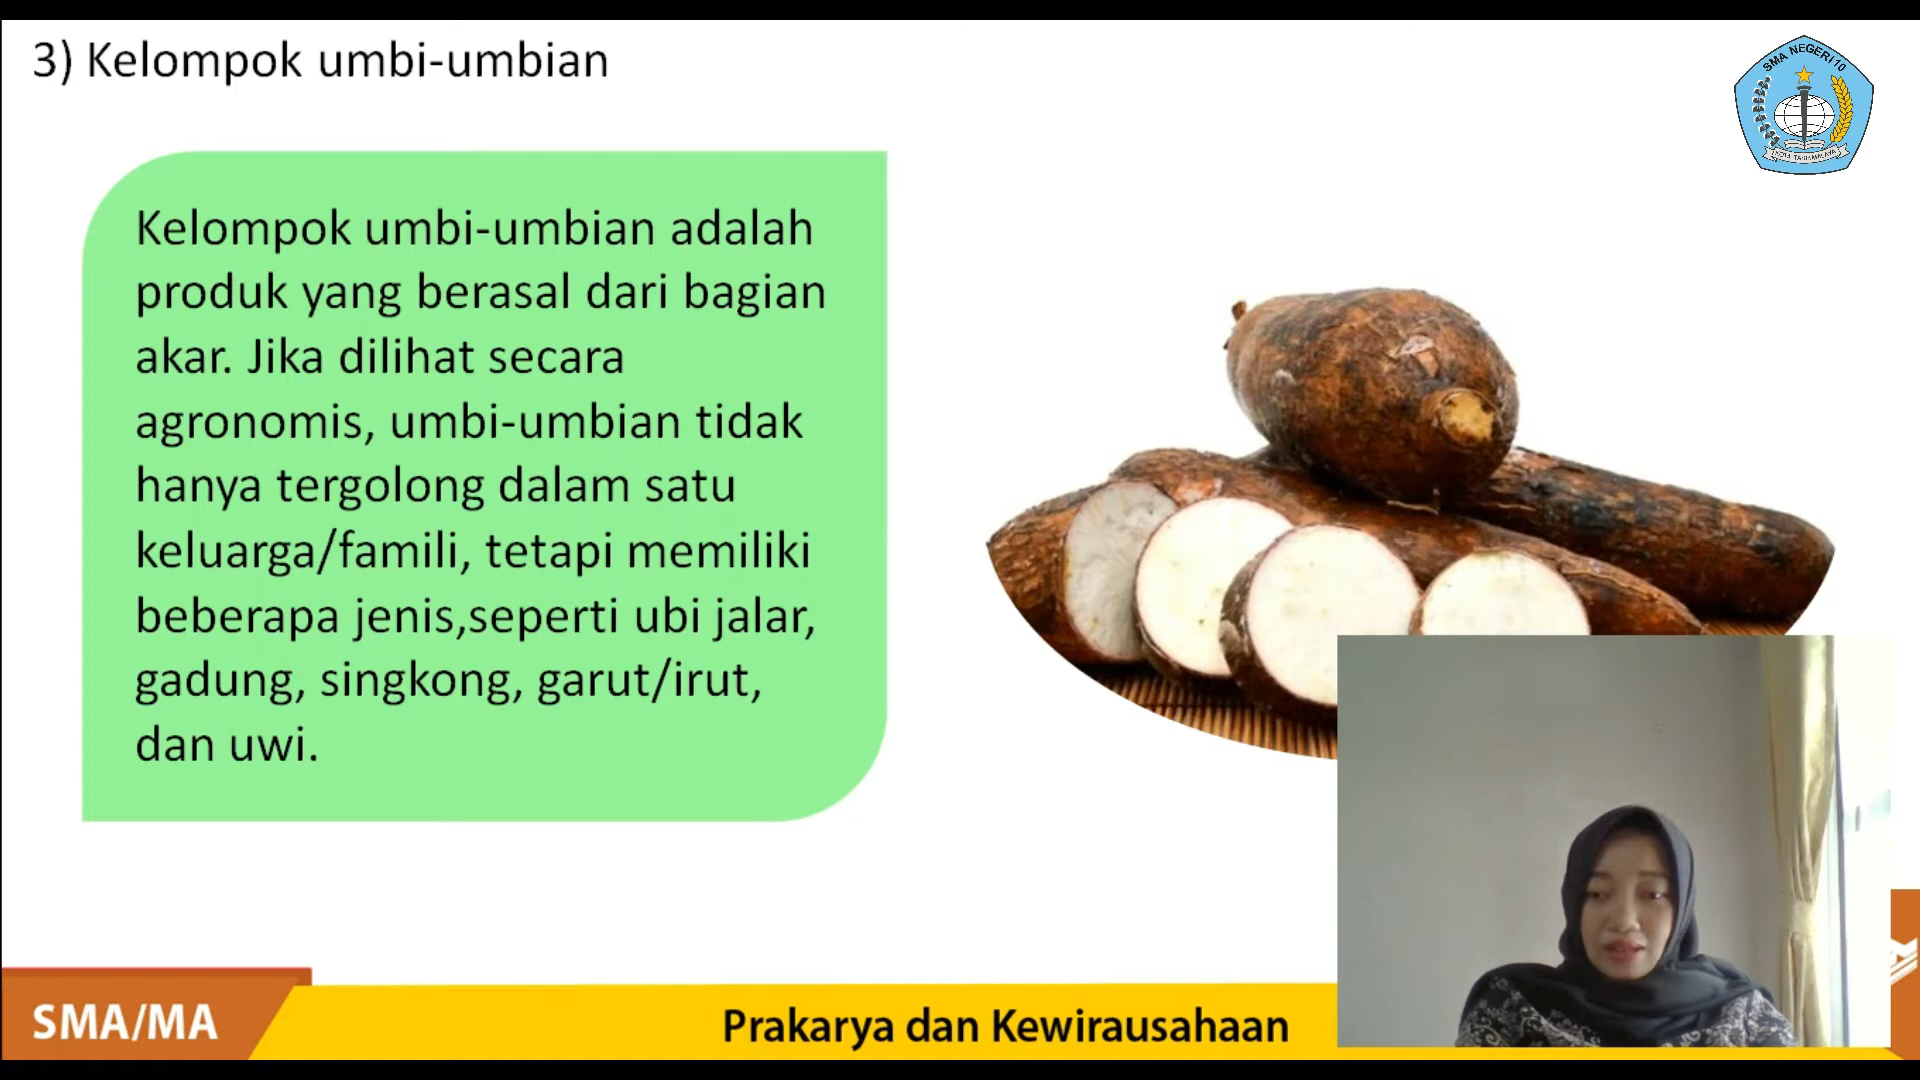 3) Kelompok umbi-umbian
SMA NEGERI 10
KOTA TASIKMALAYA
Kelompok umbi-umbian adalah
produk yang berasal dari bagian
akar. Jika dilihat secara
agronomis, umbi-umbian tidak
hanya tergolong dalam satu
keluarga/famili, tetapi memiliki
beberapa jenis,seperti ubi jalar,
gadung, singkong, garut/irut,
dan uwi.
SMA/MA
Prakarya dan Kewirausahaan